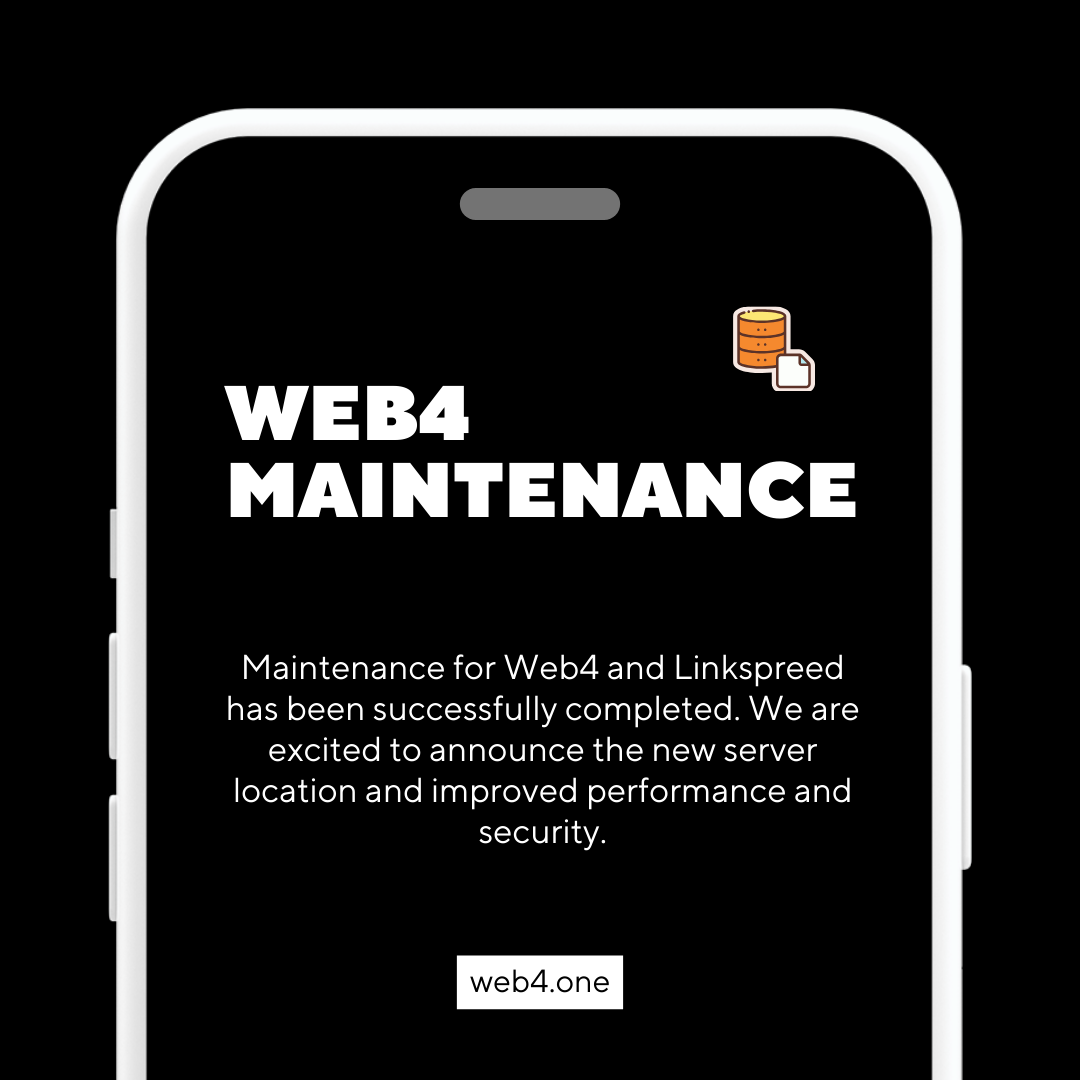 WEB4
MAINTENANCE
Maintenance for Web4 and Linkspreed
has been successfully completed. We are
excited to announce the new server
location and improved performance and
security.
web4.one